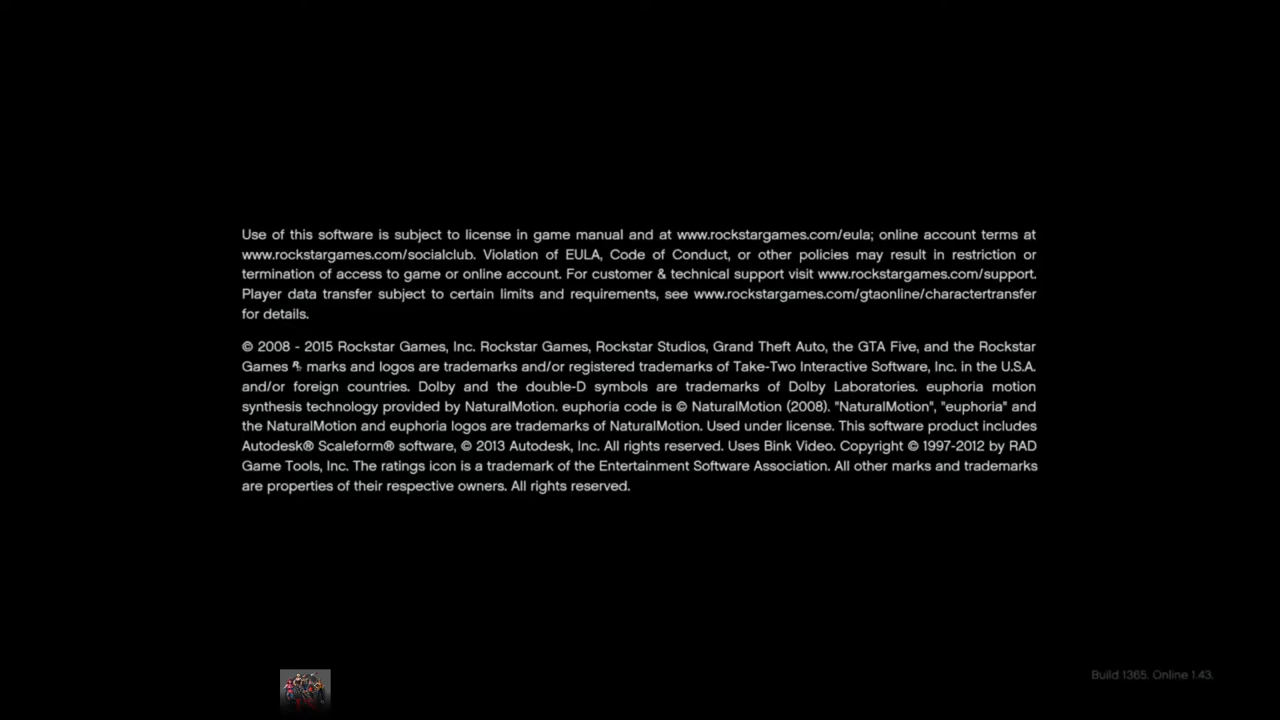 Use of this software is subject to license in game manual and at www.rockstargames.com/eula; online account terms at
www.rockstargames.com/socialclub. Violation of EULA, Code of Conduct, or other policies may result in restriction or
termination of access to game or online account. For customer & technical support visit www.rockstargames.com/support.
Player data transfer subject to certain limits and requirements, see www.rockstargames.com/gtaonline/charactertransfer
for details.
© 2008 - 2015 Rockstar Games, Inc. Rockstar Games, Rockstar Studios, Grand Theft Auto, the GTA Five, and the Rockstar
Games R* marks and logos are trademarks and/or registered trademarks of Take-Two Interactive Software, Inc. in the U.S.A.
and/or foreign countries. Dolby and the double-D symbols are trademarks of Dolby Laboratories. euphoria motion
synthesis technology provided by NaturalMotion. euphoria code is © NaturalMotion (2008). "NaturalMotion", "euphoria" and
the NaturalMotion and euphoria logos are trademarks of NaturalMotion. Used under license. This software product includes
Autodesk® Scaleform® software, © 2013 Autodesk, Inc. All rights reserved. Uses Bink Video. Copyright © 1997-2012 by RAD
Game Tools, Inc. The ratings icon is a trademark of the Entertainment Software Association. All other marks and trademarks
are properties of their respective owners. All rights reserved.
Build 1365. Online 1.43.